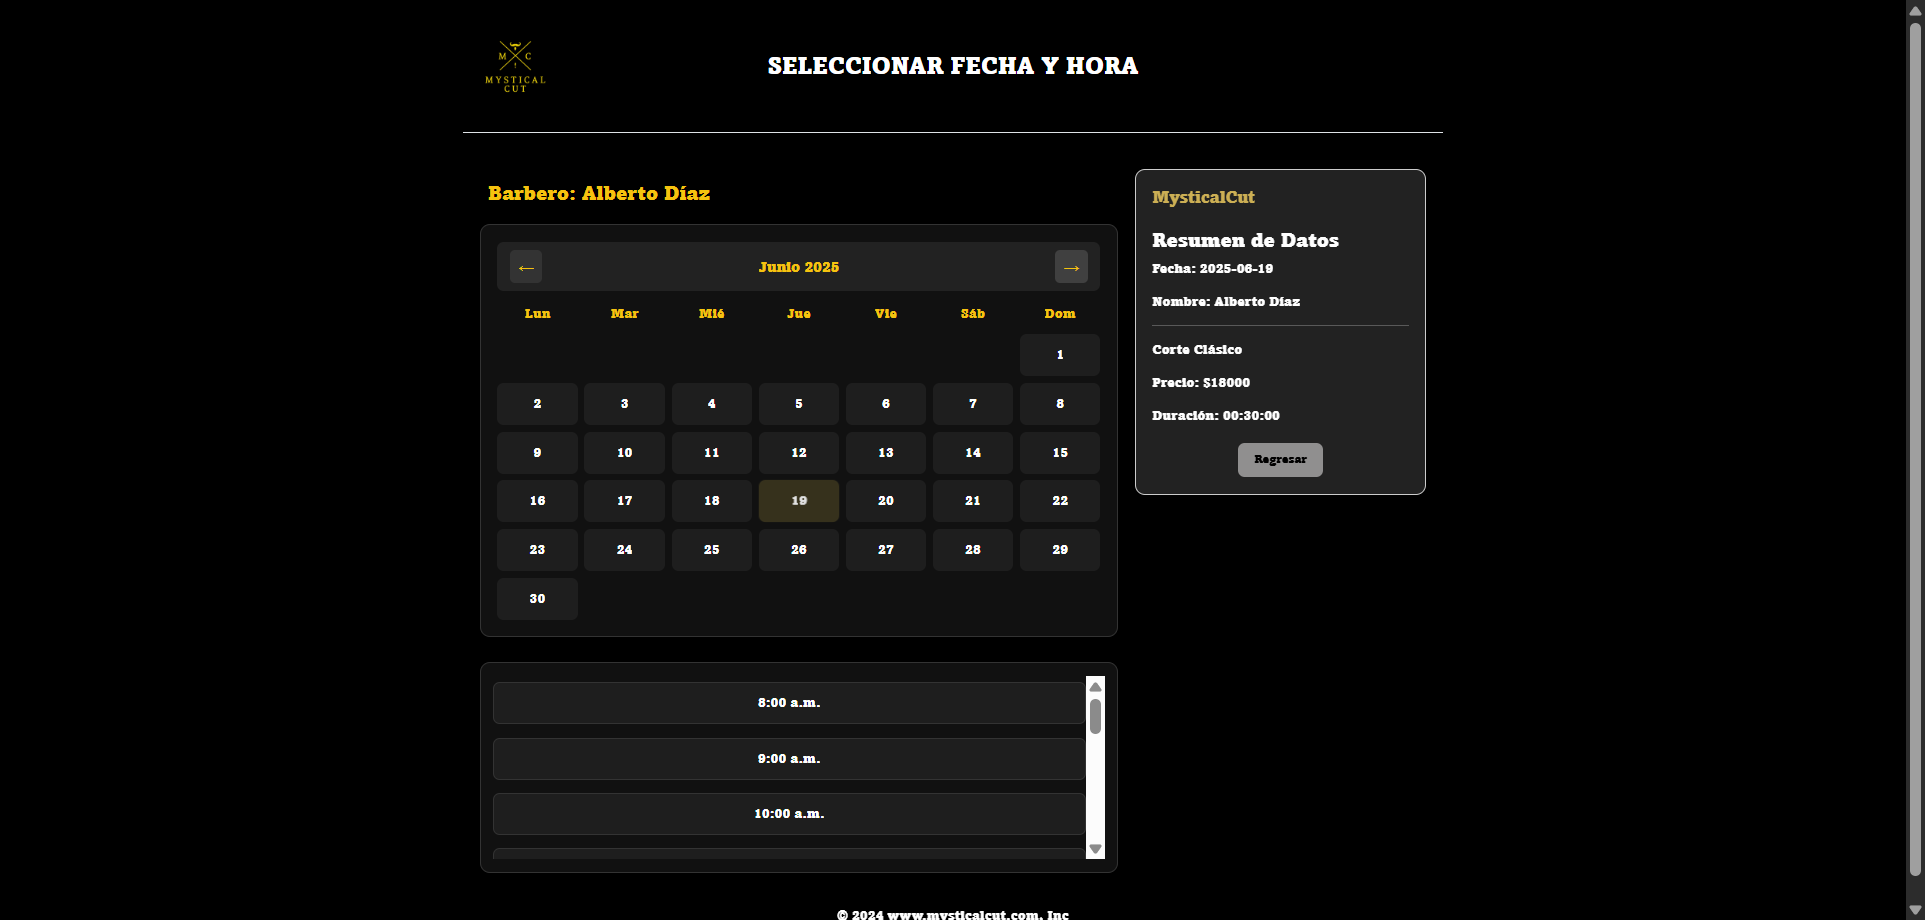 M C
MYSTICAL
CUT
SELECCIONAR FECHA Y HORA
Barbero: Alberto Díaz
← Junio 2025 →
Lun Mar Mié Jue Vie Sáb Dom
1
2 3 4 5 6 7 8
9 10 11 12 13 14 15
16 17 18 19 20 21 22
23 24 25 26 27 28 29
30
8:00 a.m.
9:00 a.m.
10:00 a.m.
MysticalCut
Resumen de Datos
Fecha: 2025-06-19
Nombre: Alberto Díaz
Corte Clásico
Precio: $18000
Duración: 00:30:00
Regresar
© 2024 www.mysticalcut.com, Inc